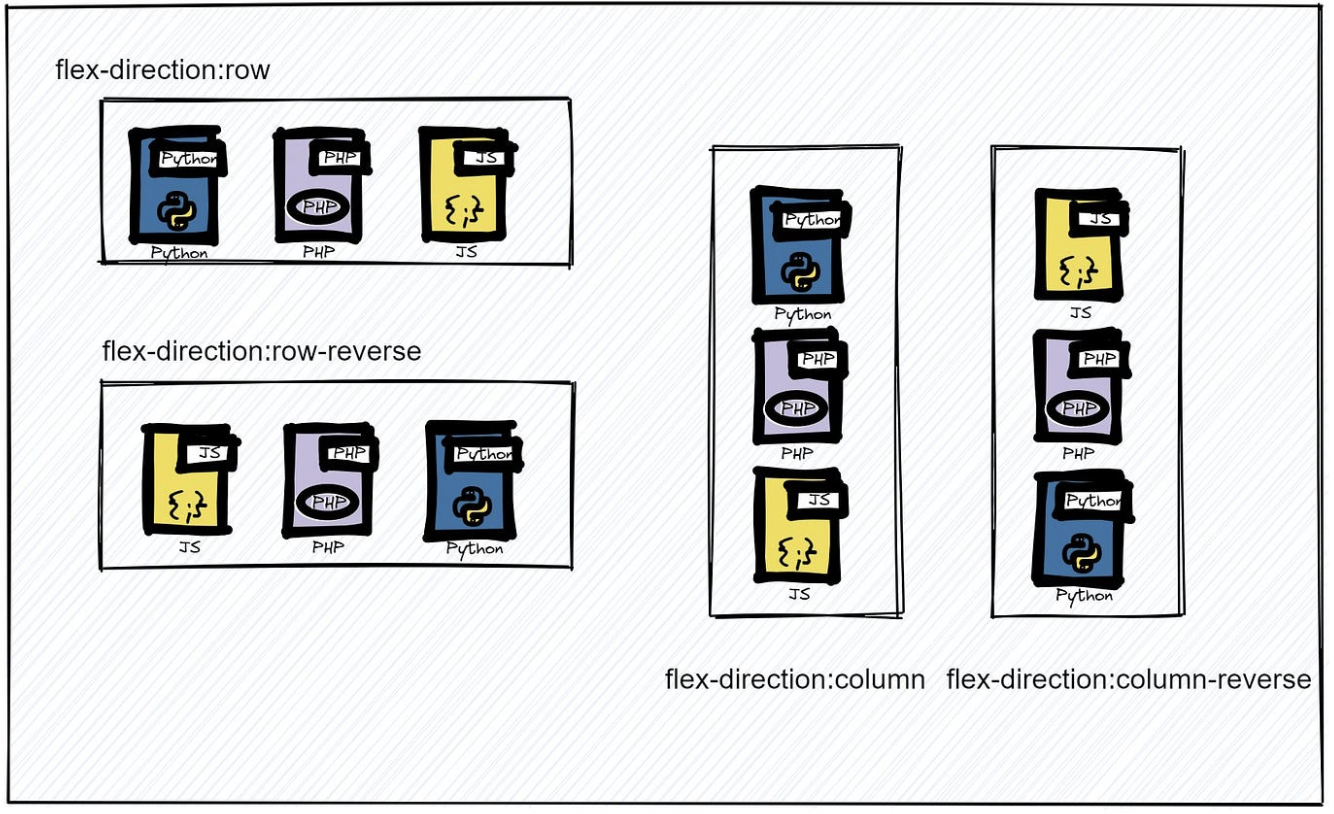 flex-direction:row
Python
PHP
JS
PHP
Python
PHP
JS
flex-direction:row-reverse
JS
PHP
Python
PHP
JS
PHP
Python
Python
Python
PHP
PHP
PHP
JS
JS
JS
JS
PHP
PHP
PHP
Python
Python
flex-direction:column
flex-direction:column-reverse